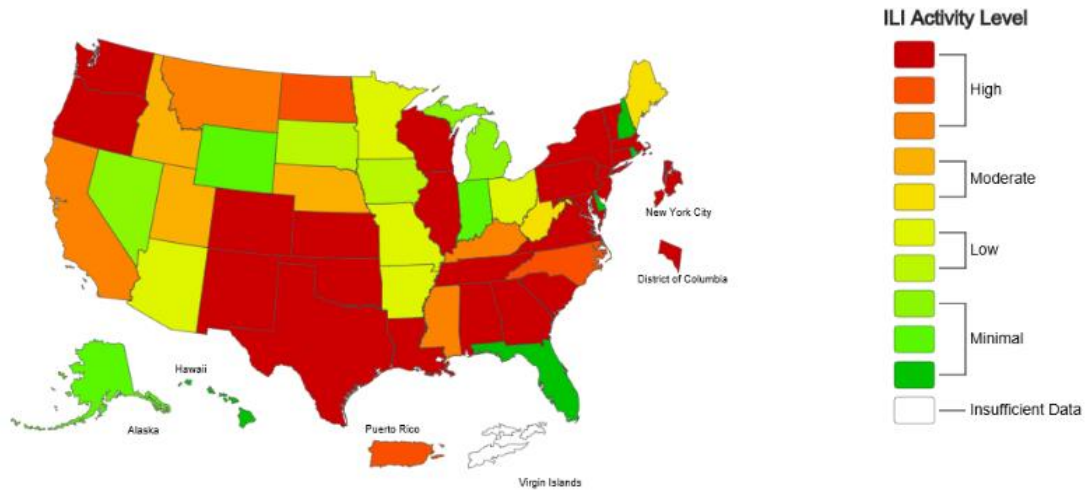 ILI Activity Level
High
Moderate
New York City
Low
District of Columbia
Minimal
Hawaii
Insufficient Data
Alaska
Puerto Rico
Virgin Islands